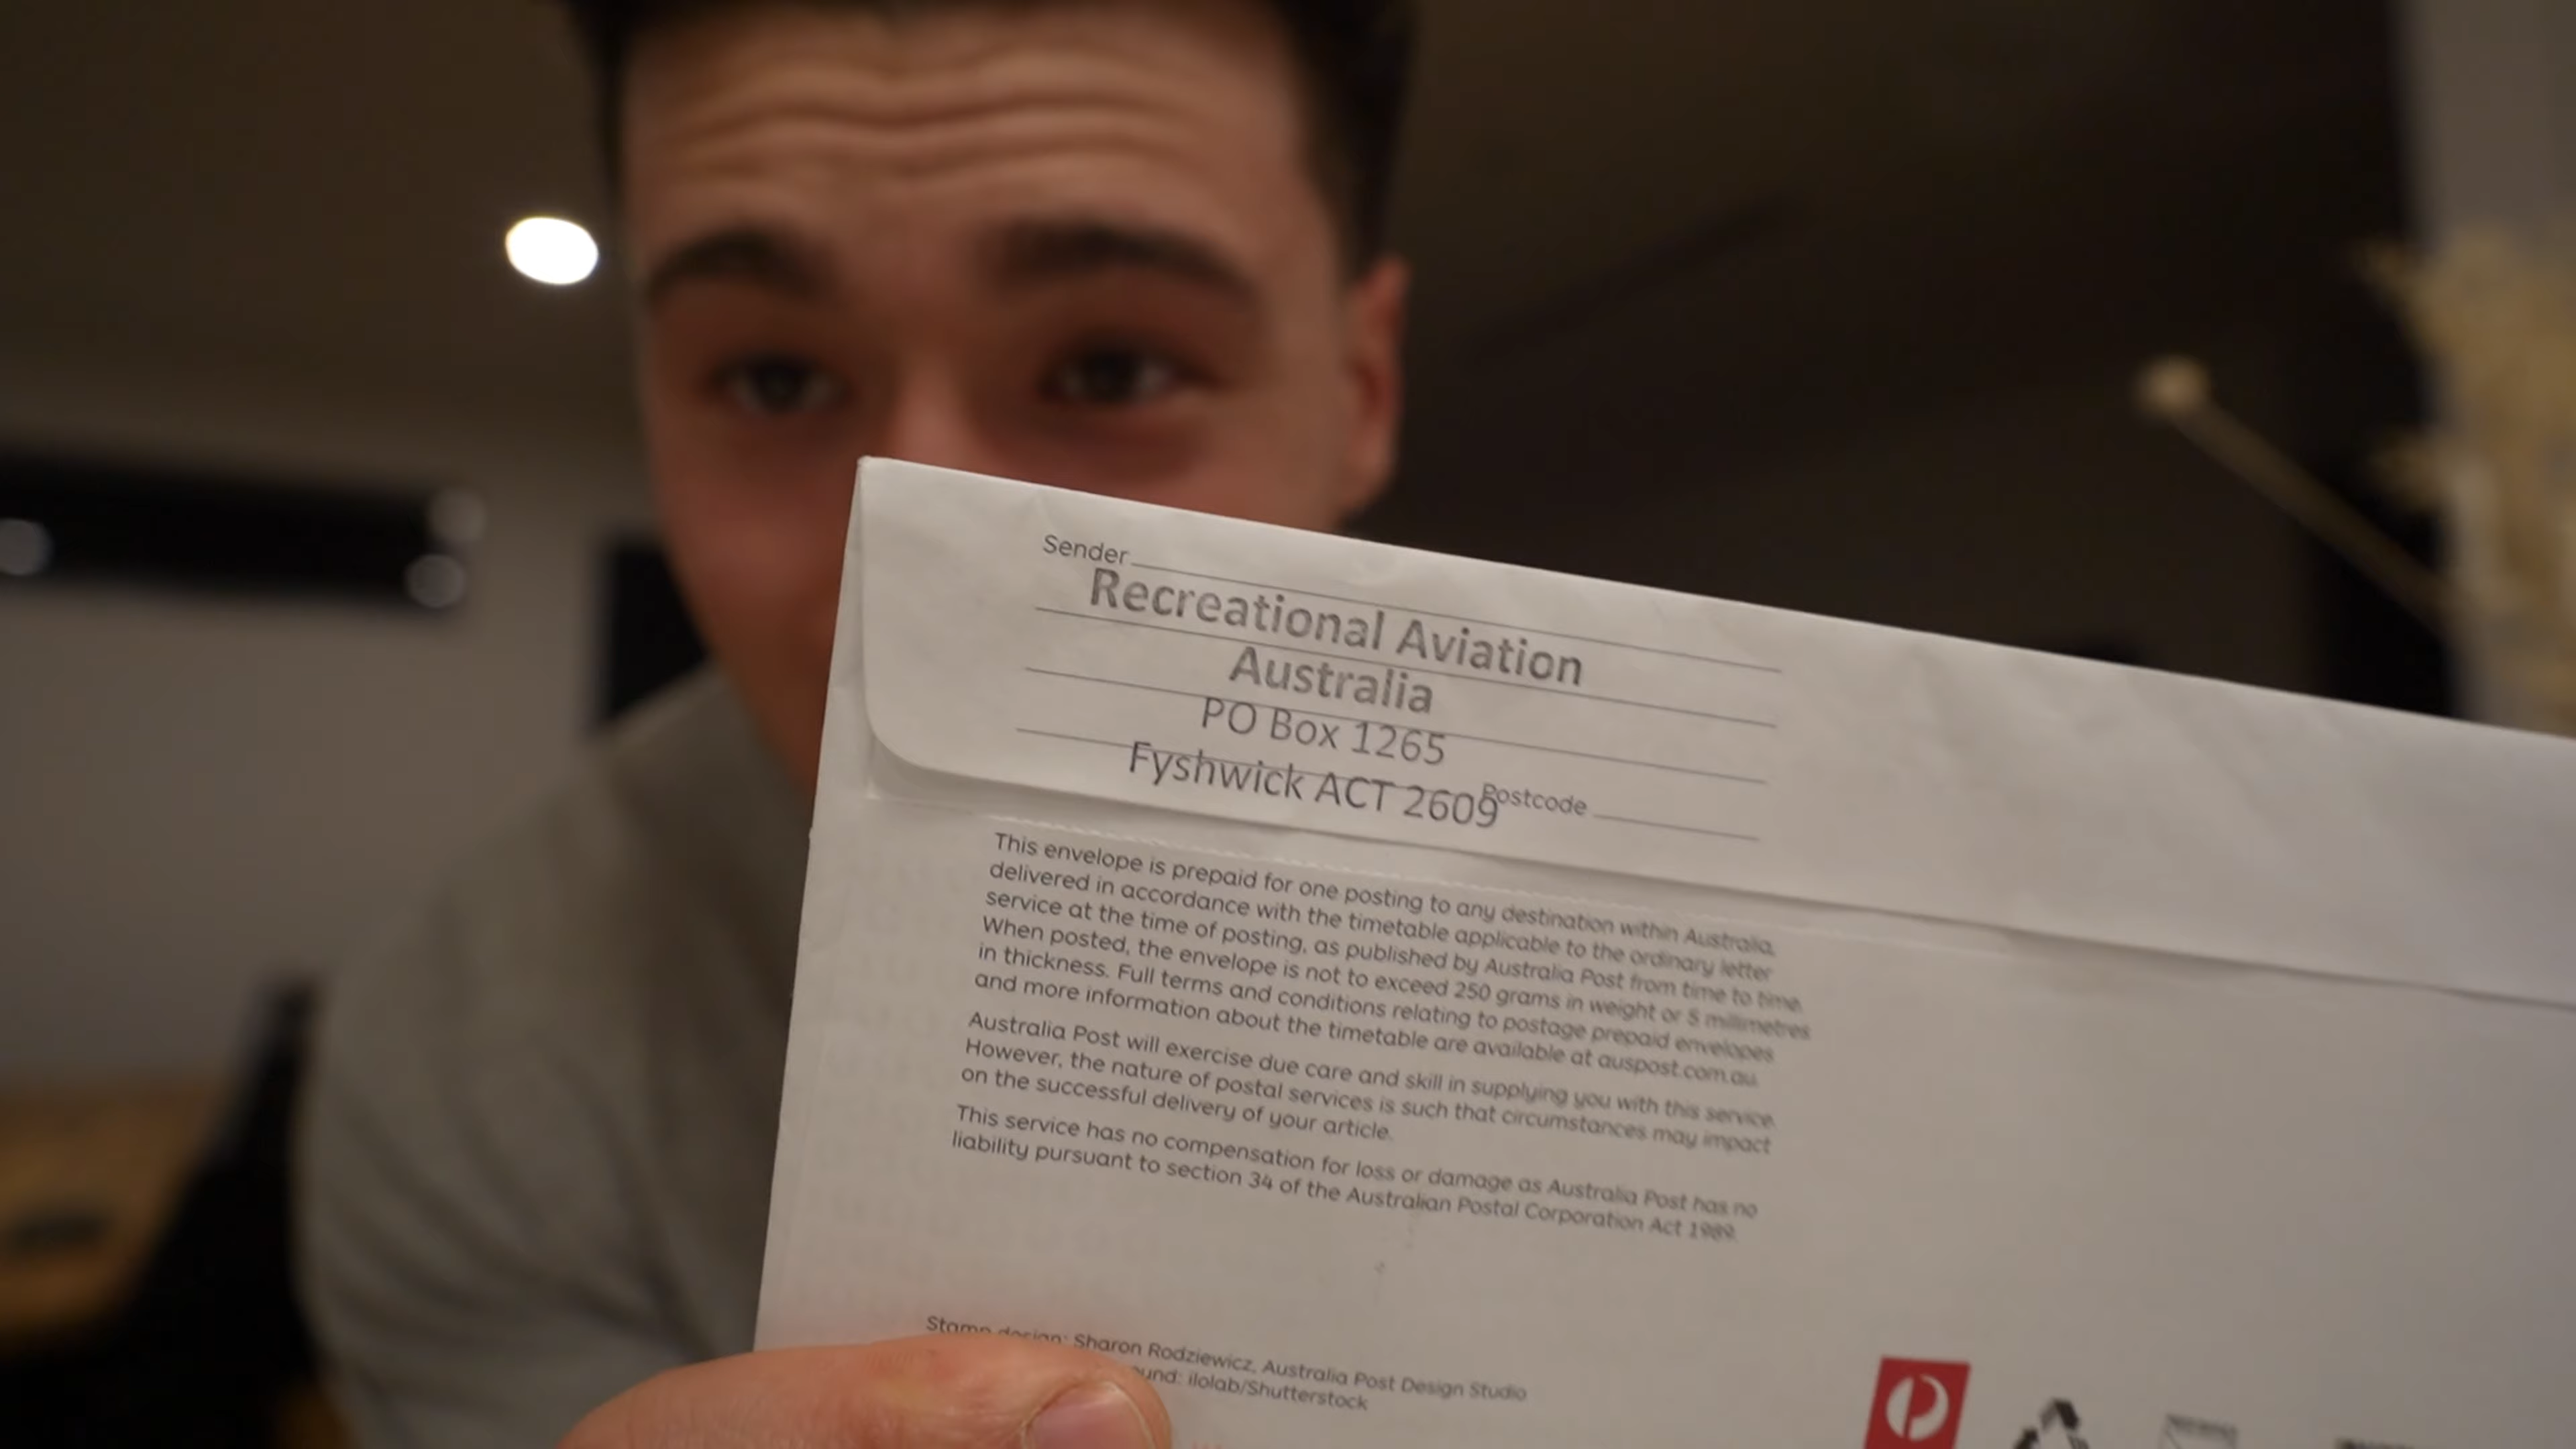 Sender
Recreational Aviation
Australia
PO Box 1265
Fyshwick ACT 2609
Postcode
This envelope is prepaid for one posting to any destination within Australia,
delivered in accordance with the timetable applicable to the ordinary letter
service at the time of posting, as published by Australia Post from time to time.
When posted, the envelope is not to exceed 250 grams in weight or 5 millimetres
in thickness. Full terms and conditions relating to postage prepaid envelopes
and more information about the timetable are available at auspost.com.au.
Australia Post will exercise due care and skill in supplying you with this service.
However, the nature of postal services is such that circumstances may impact
on the successful delivery of your article.
This service has no compensation for loss or damage as Australia Post has no
liability pursuant to section 34 of the Australian Postal Corporation Act 1989.
Stamp design: Sharon Rodziewicz, Australia Post Design Studio
ilolab/Shutterstock